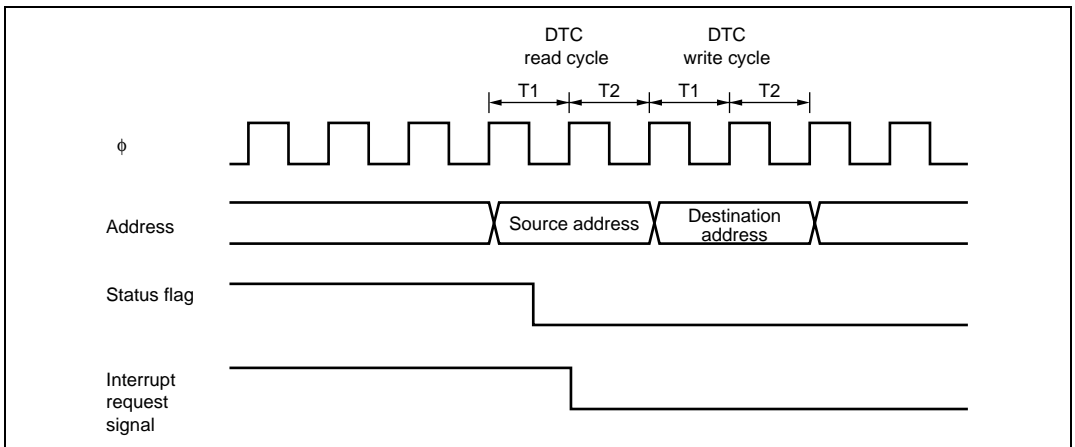 DTC
read cycle
DTC
write cycle
T1
T2
T1
T2
ϕ
Address
Source address
Destination
address
Status flag
Interrupt
request
signal